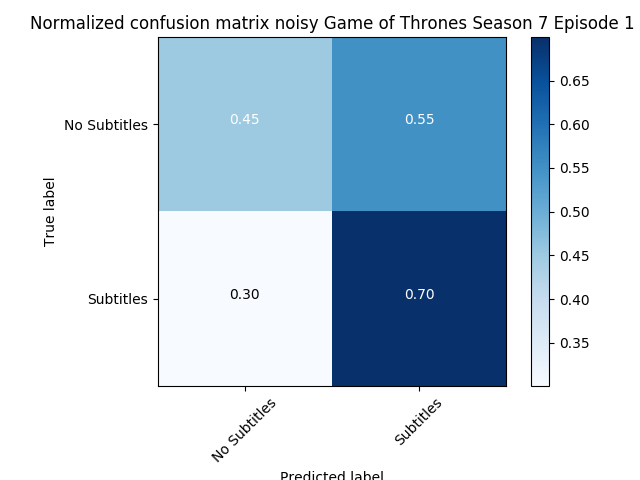 Normalized confusion matrix noisy Game of Thrones Season 7 Episode 1
True label
No Subtitles
Subtitles
0.45 0.55
0.30 0.70
No Subtitles Subtitles
Predicted label
0.65
0.60
0.55
0.50
0.45
0.40
0.35